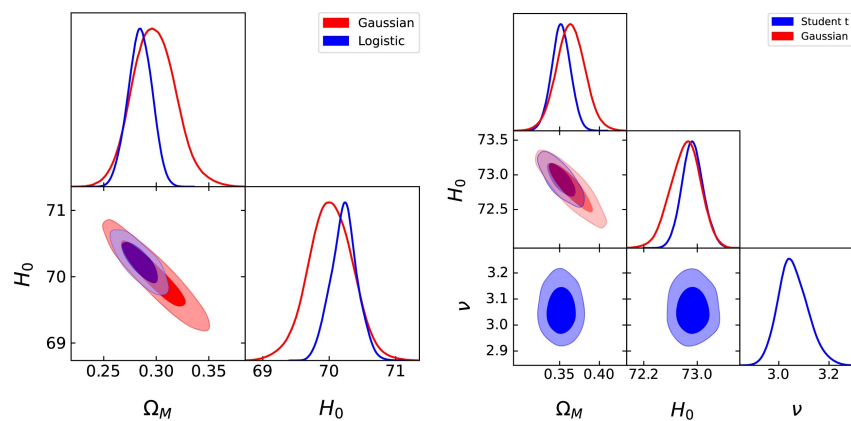 Gaussian
Logistic
71
70
69
H₀
0.25 0.30 0.35
Ω_M
69 70 71
H₀
Student t
Gaussian
73.5
73.0
72.5
H₀
3.2
3.1
3.0
2.9
ν
0.35 0.40
Ω_M
72.2 73.0
H₀
3.0 3.2
ν